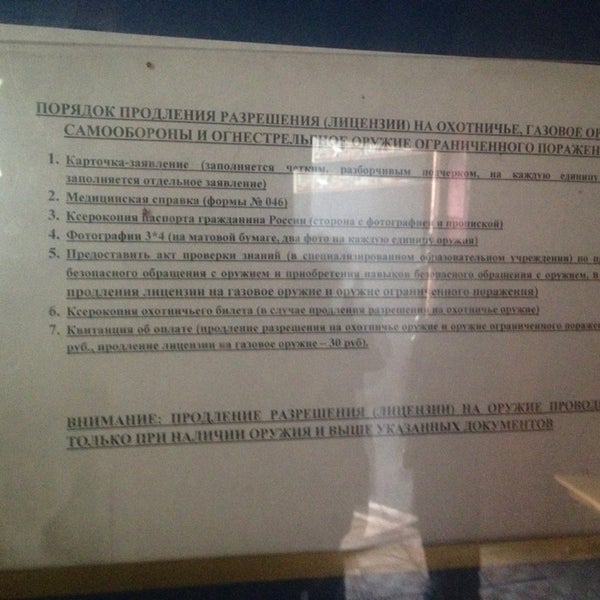 ПОРЯДОК ПРОДЛЕНИЯ РАЗРЕШЕНИЯ (ЛИЦЕНЗИИ) НА ОХОТНИЧЬЕ, ГАЗОВОЕ ОР
САМООБОРОНЫ И ОГНЕСТРЕЛЬНОЕ ОРУЖИЕ ОГРАНИЧЕННОГО ПОРАЖЕН
1. Карточка-заявление (заполняется четким, разборчивым подчерком, на каждую единицу
заполняется отдельное заявление)
2. Медицинская справка (формы № 046)
3. Ксерокопия паспорта гражданина России (сторона с фотографией и пропиской)
4. Фотографии 3*4 (на матовой бумаге, два фото на каждую единицу оружия)
5. Предоставить акт проверки знаний (в специализированном образовательном учреждении) по пр
безопасного обращения с оружием и приобретения навыков безопасного обращения с оружием, в
продления лицензии на газовое оружие и оружие ограниченного поражения)
6. Ксерокопия охотничьего билета (в случае продления разрешения на охотничье оружие)
7. Квитанция об оплате (продление разрешения на охотничье оружие и оружие ограниченного пораже
руб., продление лицензии на газовое оружие – 30 руб).
ВНИМАНИЕ: ПРОДЛЕНИЕ РАЗРЕШЕНИЯ (ЛИЦЕНЗИИ) НА ОРУЖИЕ ПРОВОД
ТОЛЬКО ПРИ НАЛИЧИИ ОРУЖИЯ И ВЫШЕ УКАЗАННЫХ ДОКУМЕНТОВ